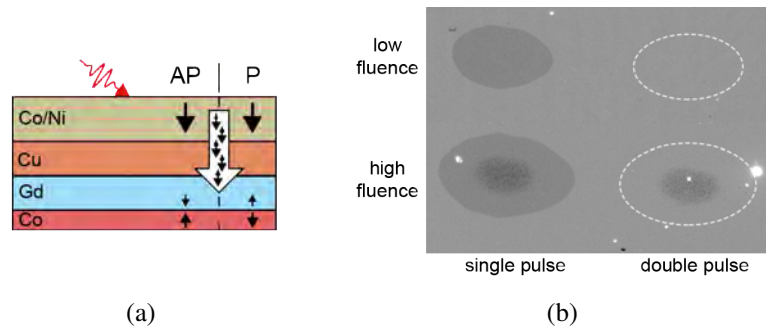 AP
P
Co/Ni
Cu
Gd
Co
(a)
low
fluence
high
fluence
single pulse
double pulse
(b)